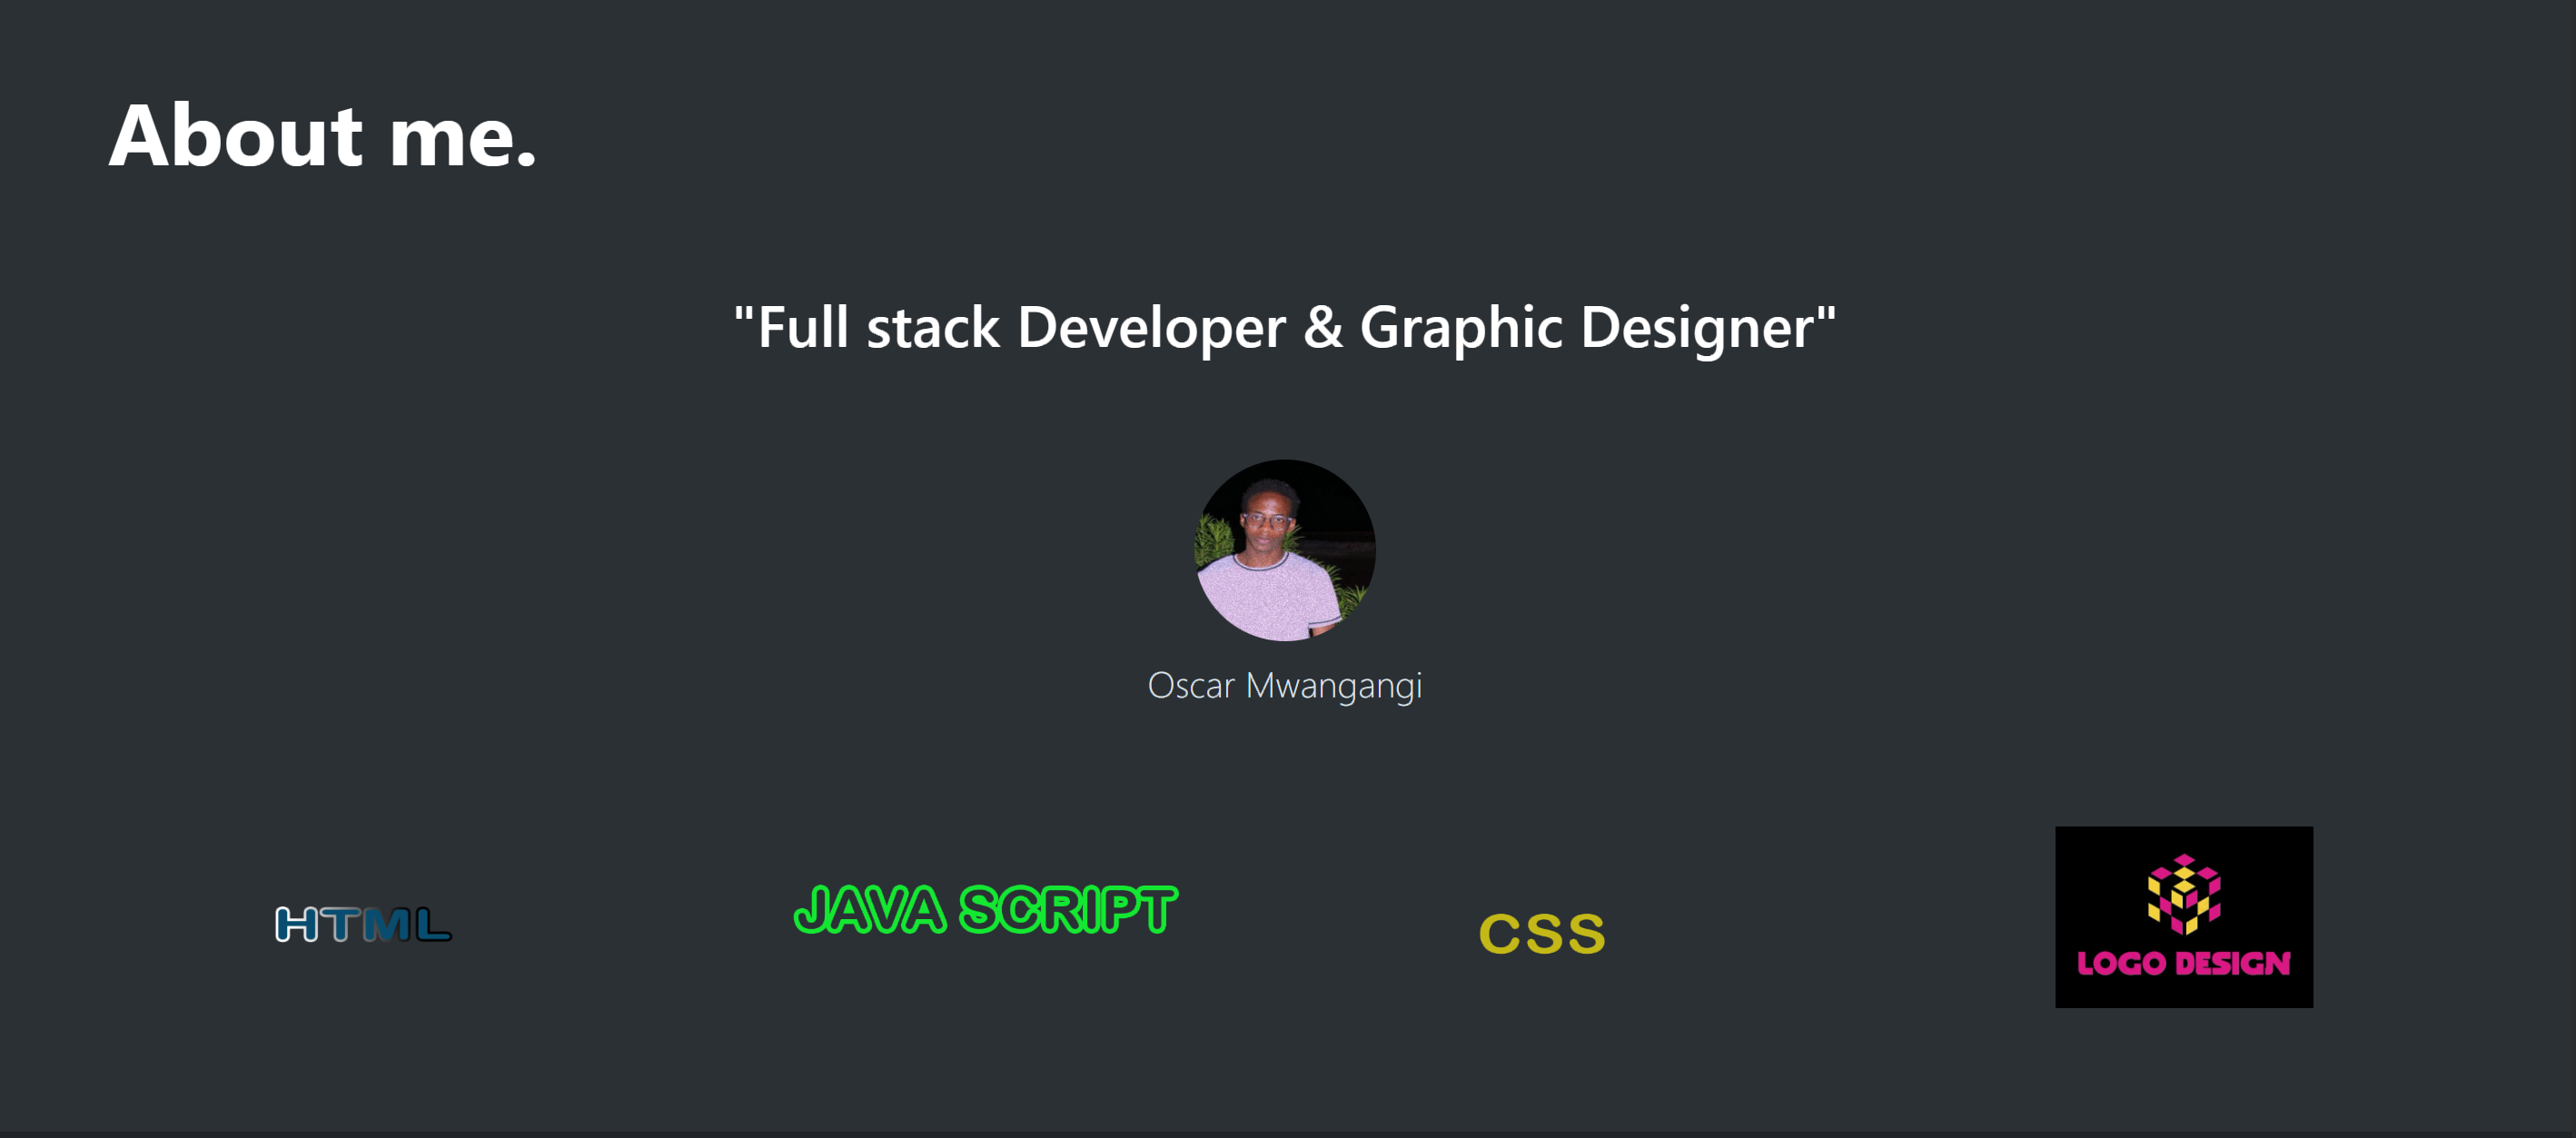 About me.
"Full stack Developer & Graphic Designer"
Oscar Mwangangi
HTML
JAVA SCRIPT
CSS
LOGO DESIGN